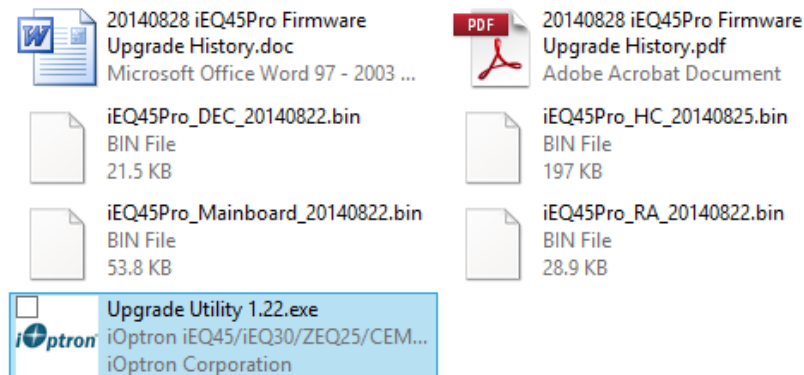 20140828 iEQ45Pro Firmware
Upgrade History.doc
Microsoft Office Word 97 - 2003 ...
PDF
20140828 iEQ45Pro Firmware
Upgrade History.pdf
Adobe Acrobat Document
iEQ45Pro_DEC_20140822.bin
BIN File
21.5 KB
iEQ45Pro_HC_20140825.bin
BIN File
197 KB
iEQ45Pro_Mainboard_20140822.bin
BIN File
53.8 KB
iEQ45Pro_RA_20140822.bin
BIN File
28.9 KB
iOptron
Upgrade Utility 1.22.exe
iOptron iEQ45/iEQ30/ZEQ25/CEM...
iOptron Corporation